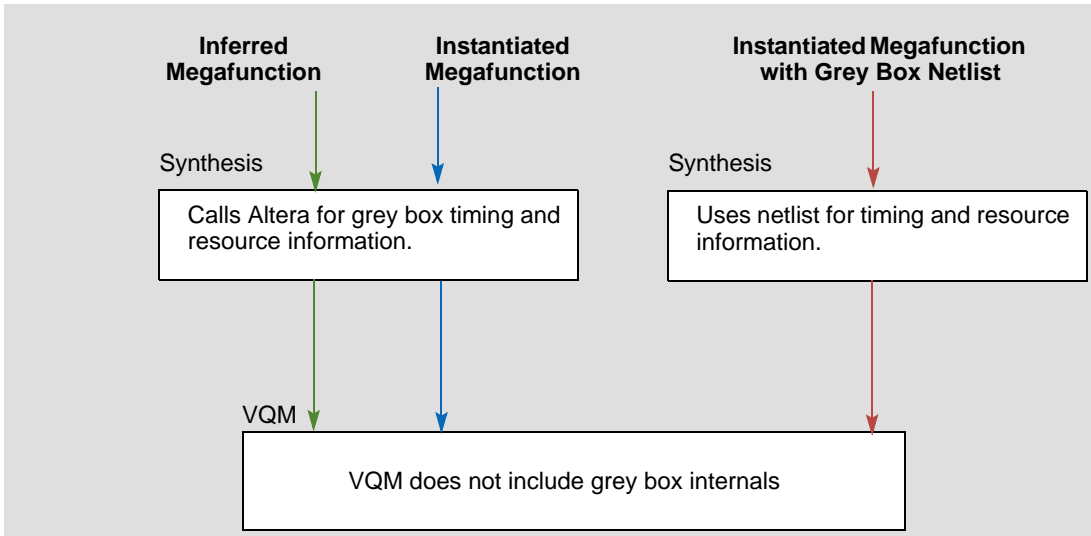 Inferred
Megafunction
Instantiated
Megafunction
Instantiated Megafunction
with Grey Box Netlist
Synthesis
Calls Altera for grey box timing and
resource information.
Synthesis
Uses netlist for timing and resource
information.
VQM
VQM does not include grey box internals